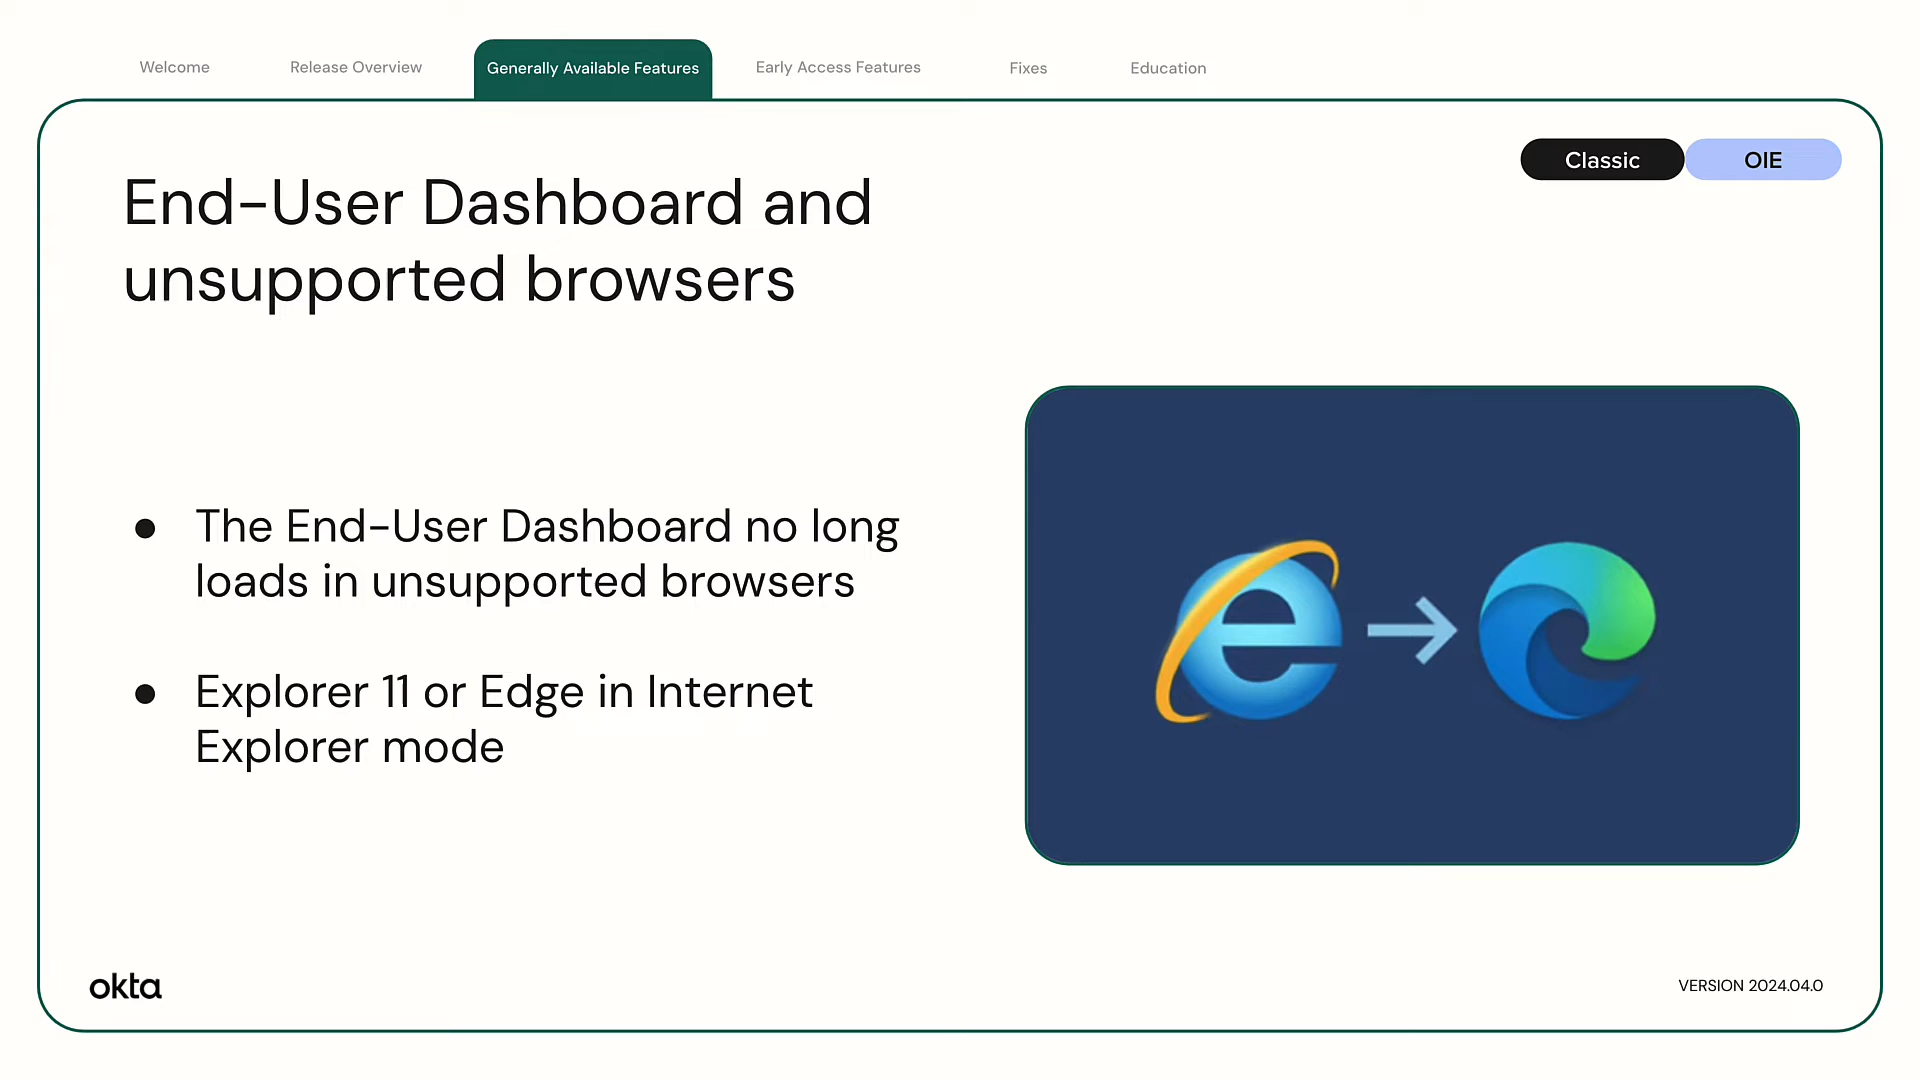 Welcome
Release Overview
Generally Available Features
Early Access Features
Fixes
Education
Classic
OIE
End-User Dashboard and
unsupported browsers
● The End-User Dashboard no long
loads in unsupported browsers
● Explorer 11 or Edge in Internet
Explorer mode
okta
VERSION 2024.04.0